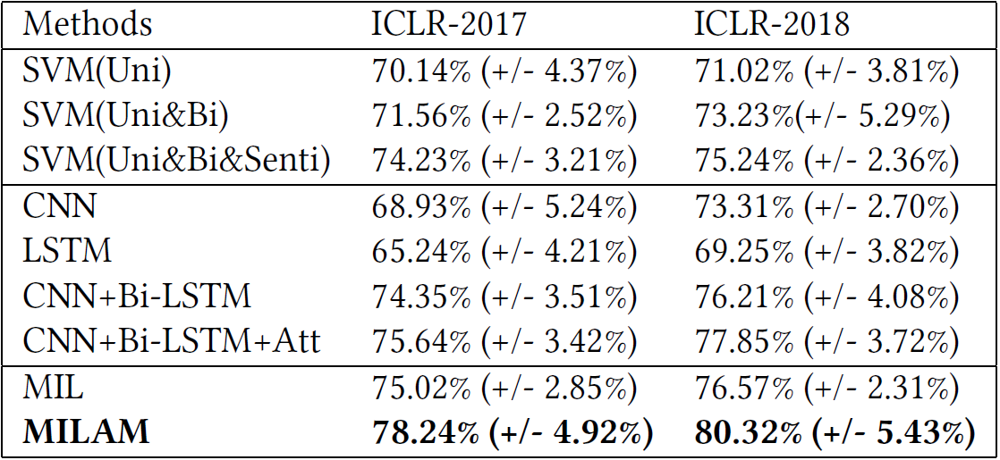 Methods ICLR-2017 ICLR-2018
SVM(Uni) 70.14% (+/- 4.37%) 71.02% (+/- 3.81%)
SVM(Uni&Bi) 71.56% (+/- 2.52%) 73.23%(+/- 5.29%)
SVM(Uni&Bi&Senti) 74.23% (+/- 3.21%) 75.24% (+/- 2.36%)
CNN 68.93% (+/- 5.24%) 73.31% (+/- 2.70%)
LSTM 65.24% (+/- 4.21%) 69.25% (+/- 3.82%)
CNN+Bi-LSTM 74.35% (+/- 3.51%) 76.21% (+/- 4.08%)
CNN+Bi-LSTM+Att 75.64% (+/- 3.42%) 77.85% (+/- 3.72%)
MIL 75.02% (+/- 2.85%) 76.57% (+/- 2.31%)
MILAM 78.24% (+/- 4.92%) 80.32% (+/- 5.43%)